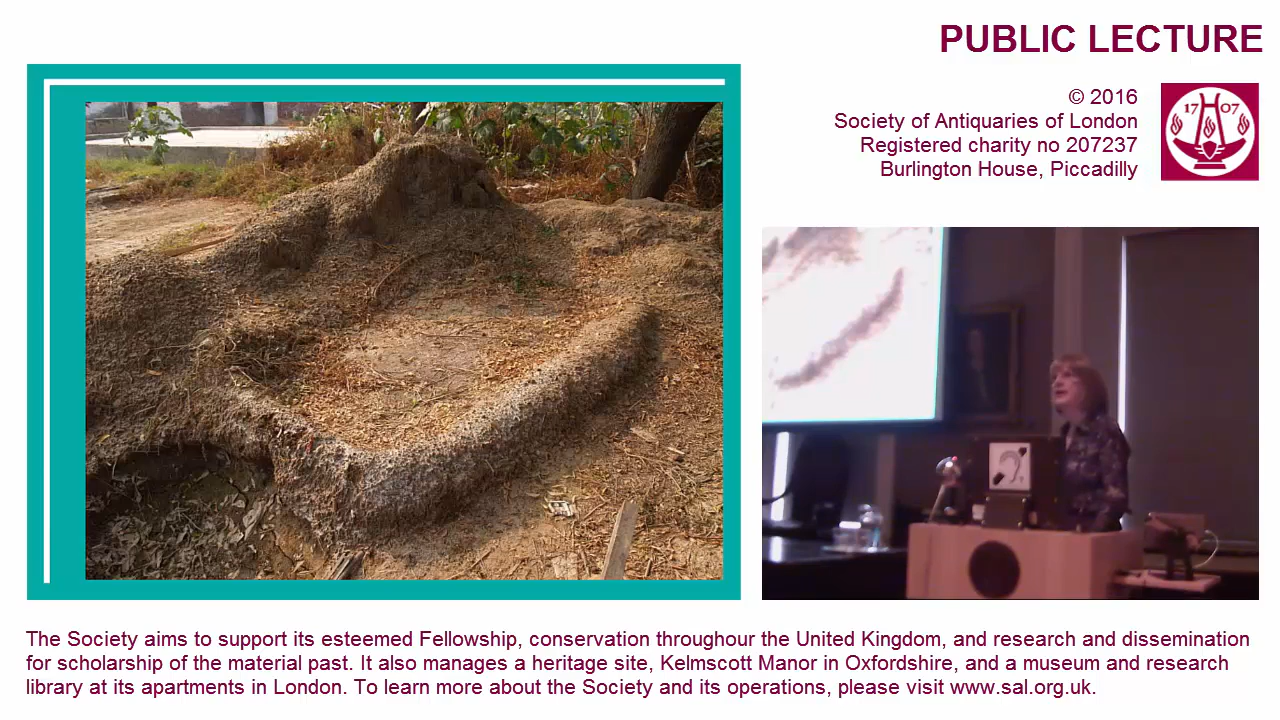 PUBLIC LECTURE
© 2016
Society of Antiquaries of London
Registered charity no 207237
Burlington House, Piccadilly
17 07
The Society aims to support its esteemed Fellowship, conservation throughour the United Kingdom, and research and dissemination
for scholarship of the material past. It also manages a heritage site, Kelmscott Manor in Oxfordshire, and a museum and research
library at its apartments in London. To learn more about the Society and its operations, please visit www.sal.org.uk.